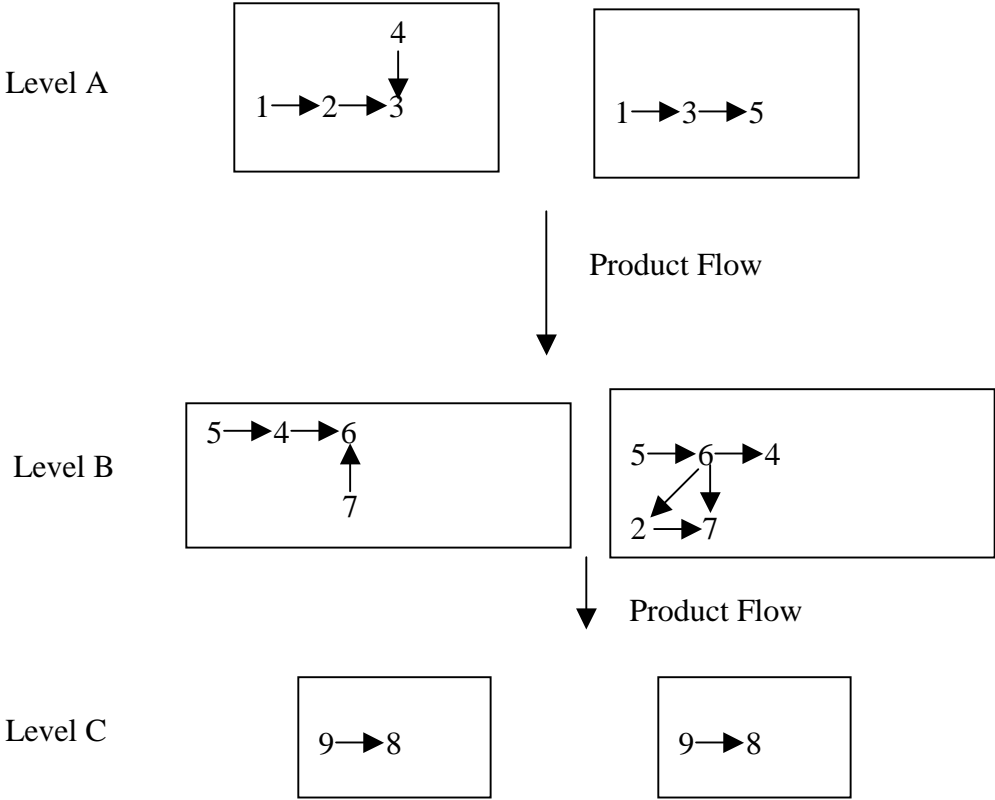 4
Level A
1 2 3
1 3 5
Product Flow
5 4 6
7
Level B
5 6 4
2 7
Product Flow
Level C
9 8
9 8